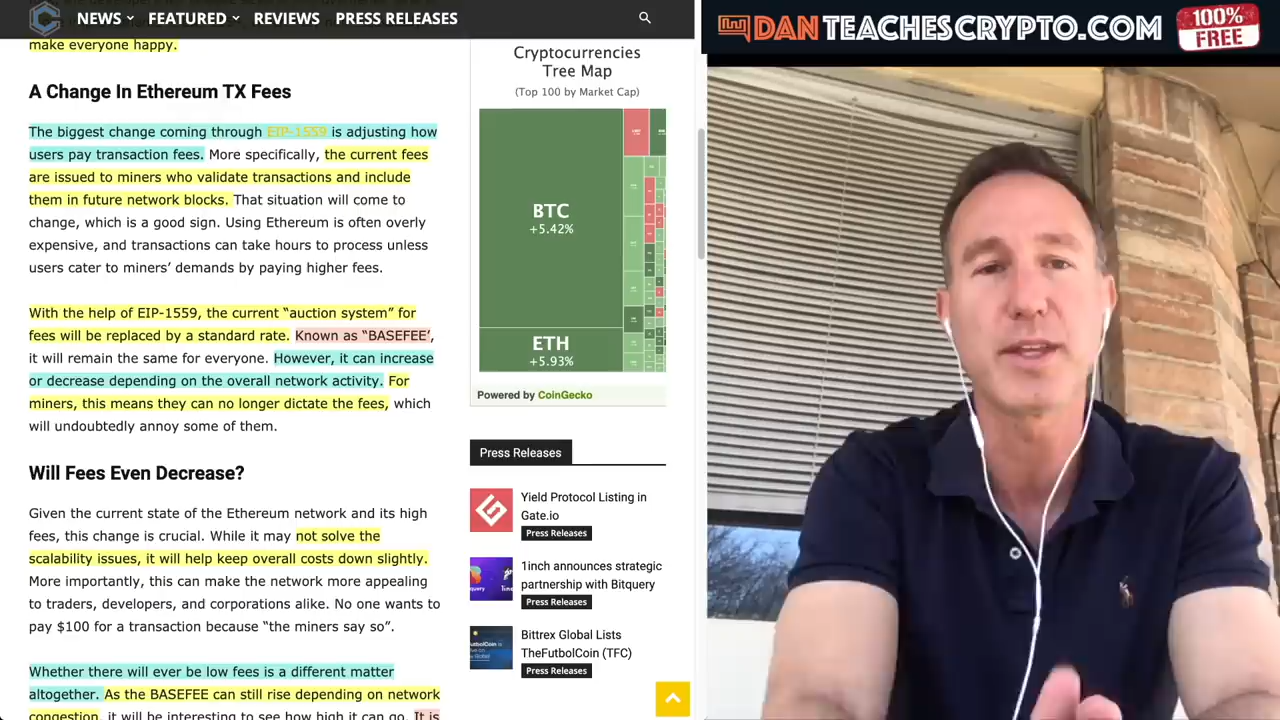 NEWS FEATURED REVIEWS PRESS RELEASES
make everyone happy.
A Change In Ethereum TX Fees
The biggest change coming through EIP-1559 is adjusting how
users pay transaction fees. More specifically, the current fees
are issued to miners who validate transactions and include
them in future network blocks. That situation will come to
change, which is a good sign. Using Ethereum is often overly
expensive, and transactions can take hours to process unless
users cater to miners’ demands by paying higher fees.
With the help of EIP-1559, the current “auction system” for
fees will be replaced by a standard rate. Known as “BASEFEE’,
it will remain the same for everyone. However, it can increase
or decrease depending on the overall network activity. For
miners, this means they can no longer dictate the fees, which
will undoubtedly annoy some of them.
Will Fees Even Decrease?
Given the current state of the Ethereum network and its high
fees, this change is crucial. While it may not solve the
scalability issues, it will help keep overall costs down slightly.
More importantly, this can make the network more appealing
to traders, developers, and corporations alike. No one wants to
pay $100 for a transaction because “the miners say so”.
Whether there will ever be low fees is a different matter
altogether. As the BASEFEE can still rise depending on network
congestion, it will be interesting to see how high it can go. It is
Cryptocurrencies
Tree Map
(Top 100 by Market Cap)
BTC
+5.42%
ETH
+5.93%
Powered by CoinGecko
Press Releases
Yield Protocol Listing in
Gate.io
Press Releases
1inch announces strategic
partnership with Bitquery
Press Releases
Bittrex Global Lists
TheFutbolCoin (TFC)
Press Releases
DANTEACHESCRYPTO.COM
100%
FREE